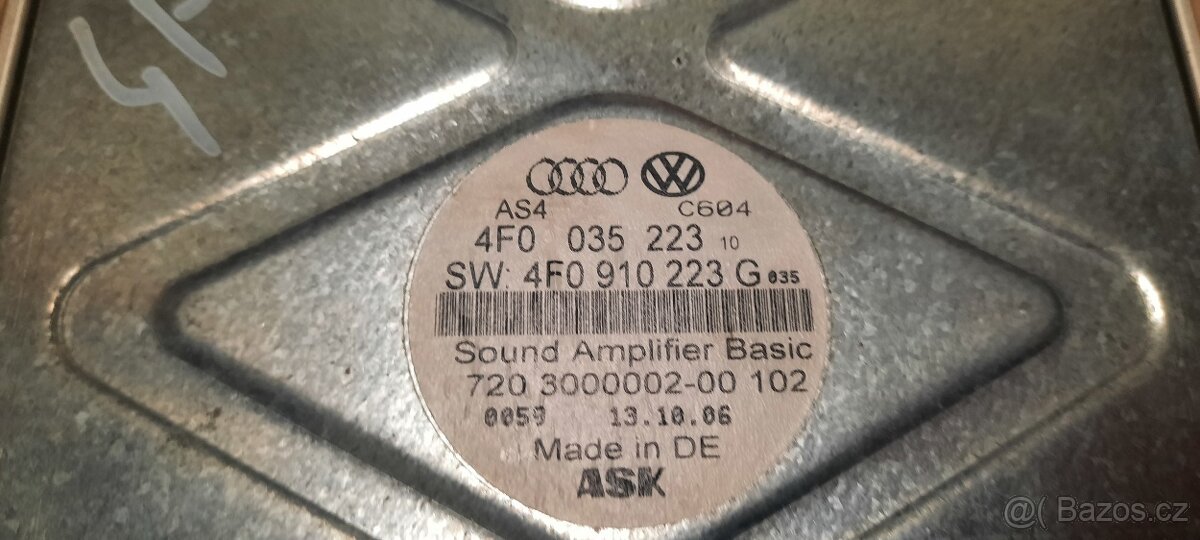 AS4 C604
4F0 035 223 10
SW: 4F0 910 223 G 035
Sound Amplifier Basic
720 3000002-00 102
0059 13.10.06
Made in DE
ASK
@( Bazos.cz